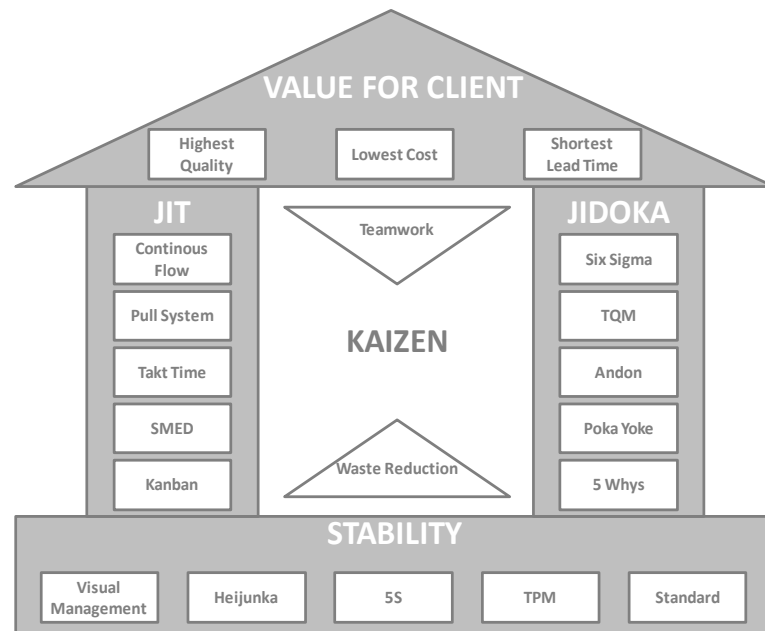 VALUE FOR CLIENT
Highest
Quality
Lowest Cost
Shortest
Lead Time
JIT
Continous
Flow
Pull System
Takt Time
SMED
Kanban
Teamwork
KAIZEN
Waste Reduction
JIDOKA
Six Sigma
TQM
Andon
Poka Yoke
5 Whys
STABILITY
Visual
Management
Heijunka
5S
TPM
Standard